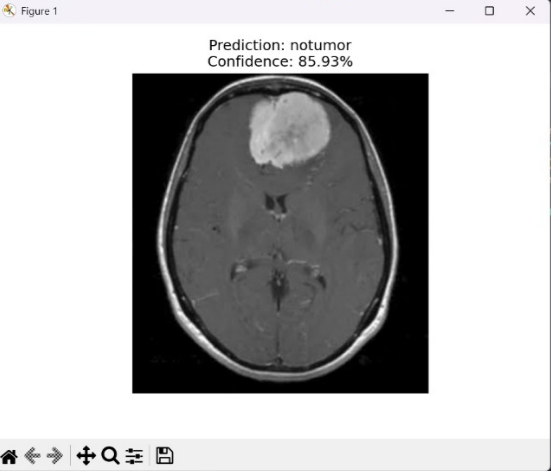 Figure 1
Prediction: notumor
Confidence: 85.93%